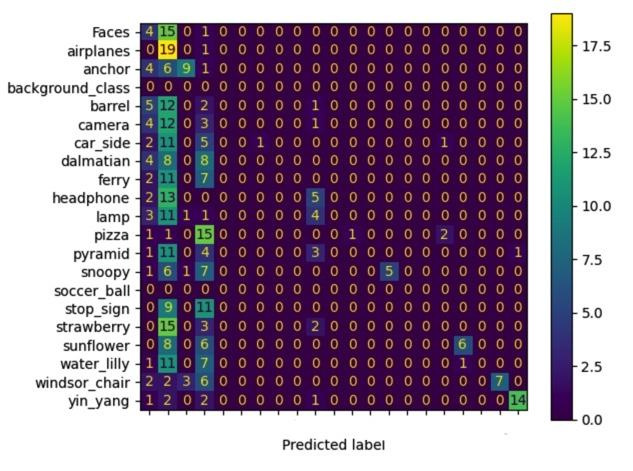 Faces 4 15 0 1 0 0 0 0 0 0 0 0 0 0 0 0 0 0 0 0 0
airplanes 0 19 0 1 0 0 0 0 0 0 0 0 0 0 0 0 0 0 0 0 0
anchor 4 6 9 1 0 0 0 0 0 0 0 0 0 0 0 0 0 0 0 0 0
background_class 0 0 0 0 0 0 0 0 0 0 0 0 0 0 0 0 0 0 0 0 0
barrel 5 12 0 2 0 0 0 0 0 1 0 0 0 0 0 0 0 0 0 0 0
camera 4 12 0 3 0 0 0 0 0 1 0 0 0 0 0 0 0 0 0 0 0
car_side 2 11 0 5 0 0 1 0 0 0 0 0 0 0 0 0 1 0 0 0 0
dalmatian 4 8 0 8 0 0 0 0 0 0 0 0 0 0 0 0 0 0 0 0 0
ferry 2 11 0 7 0 0 0 0 0 0 0 0 0 0 0 0 0 0 0 0 0
headphone 2 13 0 0 0 0 0 0 0 5 0 0 0 0 0 0 0 0 0 0 0
lamp 3 11 1 1 0 0 0 0 0 4 0 0 0 0 0 0 0 0 0 0 0
pizza 1 1 0 15 0 0 0 0 0 0 0 1 0 0 0 0 2 0 0 0 0
pyramid 1 11 0 4 0 0 0 0 0 3 0 0 0 0 0 0 0 0 0 0 1
snoopy 1 6 1 7 0 0 0 0 0 0 0 0 0 5 0 0 0 0 0 0 0
soccer_ball 0 0 0 0 0 0 0 0 0 0 0 0 0 0 0 0 0 0 0 0 0
stop_sign 0 9 0 11 0 0 0 0 0 0 0 0 0 0 0 0 0 0 0 0 0
strawberry 0 15 0 3 0 0 0 0 0 2 0 0 0 0 0 0 0 0 0 0 0
sunflower 0 8 0 6 0 0 0 0 0 0 0 0 0 0 0 0 0 6 0 0 0
water_lilly 1 11 0 7 0 0 0 0 0 0 0 0 0 0 0 0 0 1 0 0 0
windsor_chair 2 2 3 6 0 0 0 0 0 0 0 0 0 0 0 0 0 0 0 7 0
yin_yang 1 2 0 2 0 0 0 0 0 1 0 0 0 0 0 0 0 0 0 0 14
Predicted label
17.5
15.0
12.5
10.0
7.5
5.0
2.5
0.0